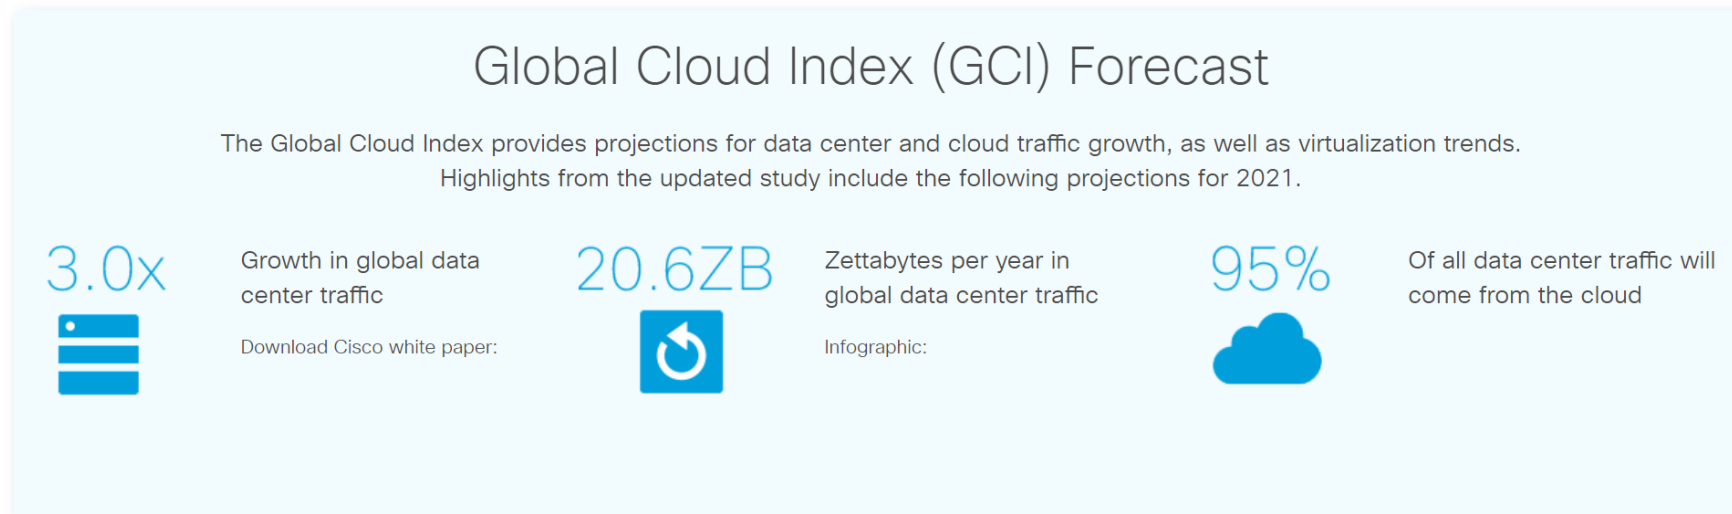 Global Cloud Index (GCI) Forecast
The Global Cloud Index provides projections for data center and cloud traffic growth, as well as virtualization trends.
Highlights from the updated study include the following projections for 2021.
3.0x
Growth in global data
center traffic
Download Cisco white paper:
20.6ZB
Zettabytes per year in
global data center traffic
Infographic:
95%
Of all data center traffic will
come from the cloud